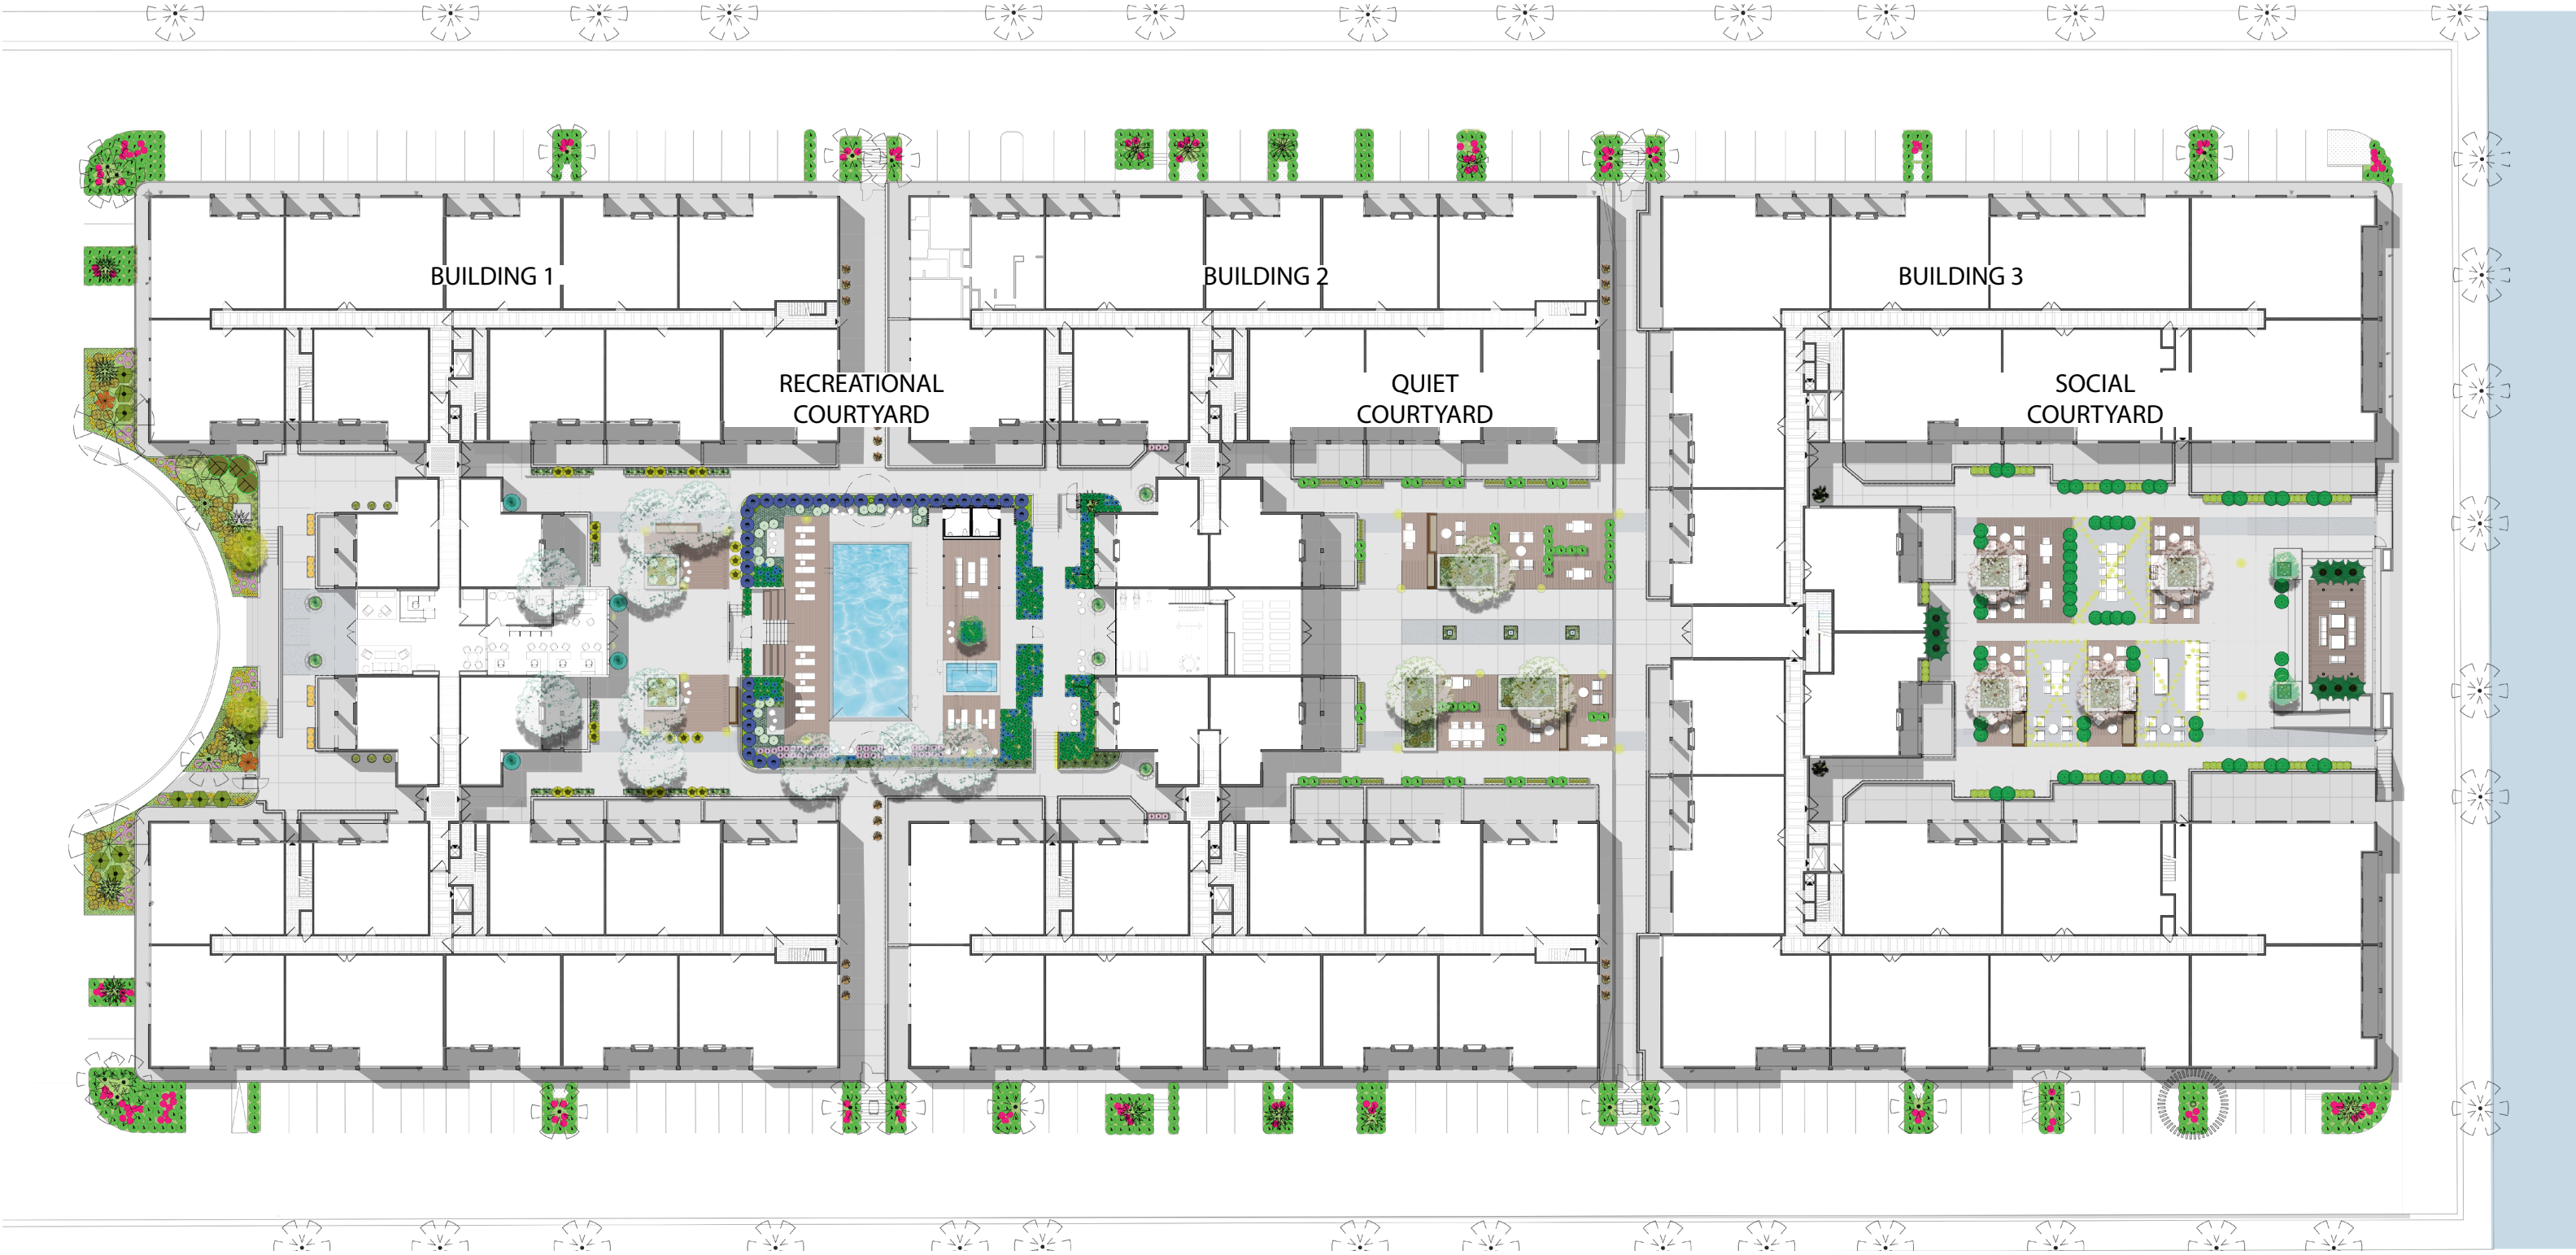 BUILDING 1
BUILDING 2
BUILDING 3
RECREATIONAL
COURTYARD
QUIET
COURTYARD
SOCIAL
COURTYARD